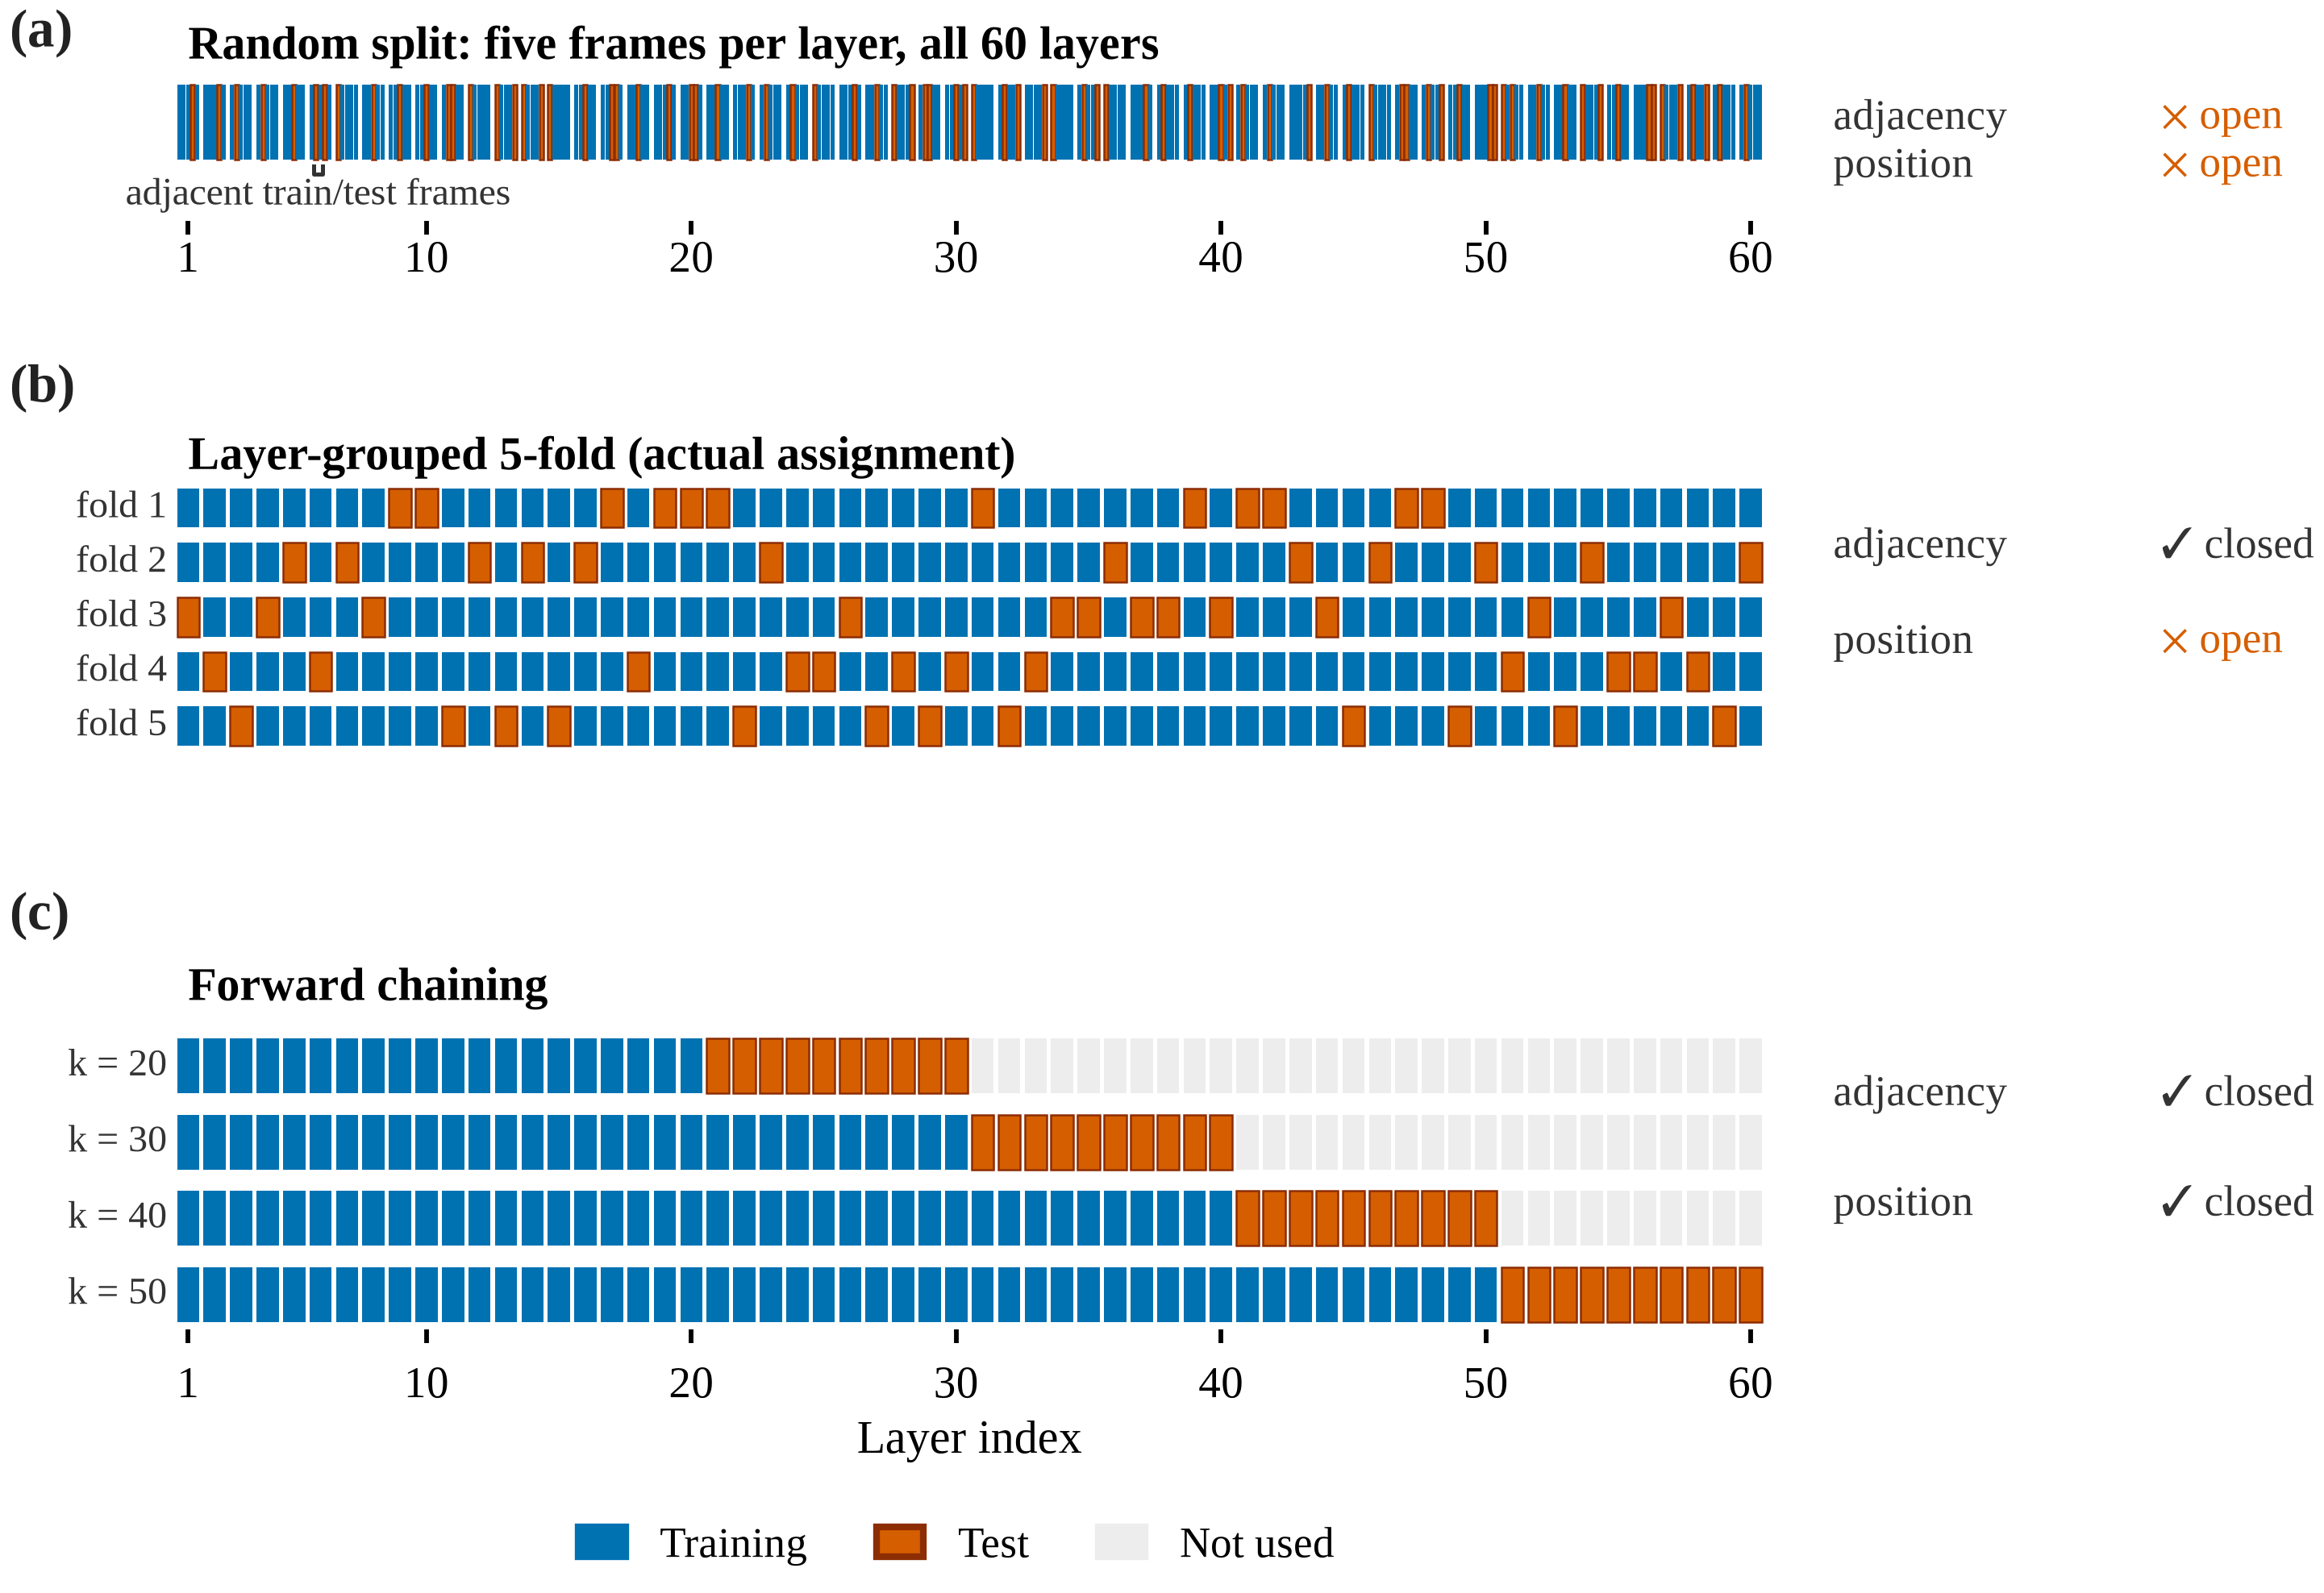 (a)
Random split: five frames per layer, all 60 layers
adjacency × open
position × open
adjacent train/test frames
1 10 20 30 40 50 60
(b)
Layer-grouped 5-fold (actual assignment)
fold 1
fold 2
fold 3
fold 4
fold 5
adjacency ✓ closed
position × open
(c)
Forward chaining
k = 20
k = 30
k = 40
k = 50
adjacency ✓ closed
position ✓ closed
1 10 20 30 40 50 60
Layer index
Training Test Not used